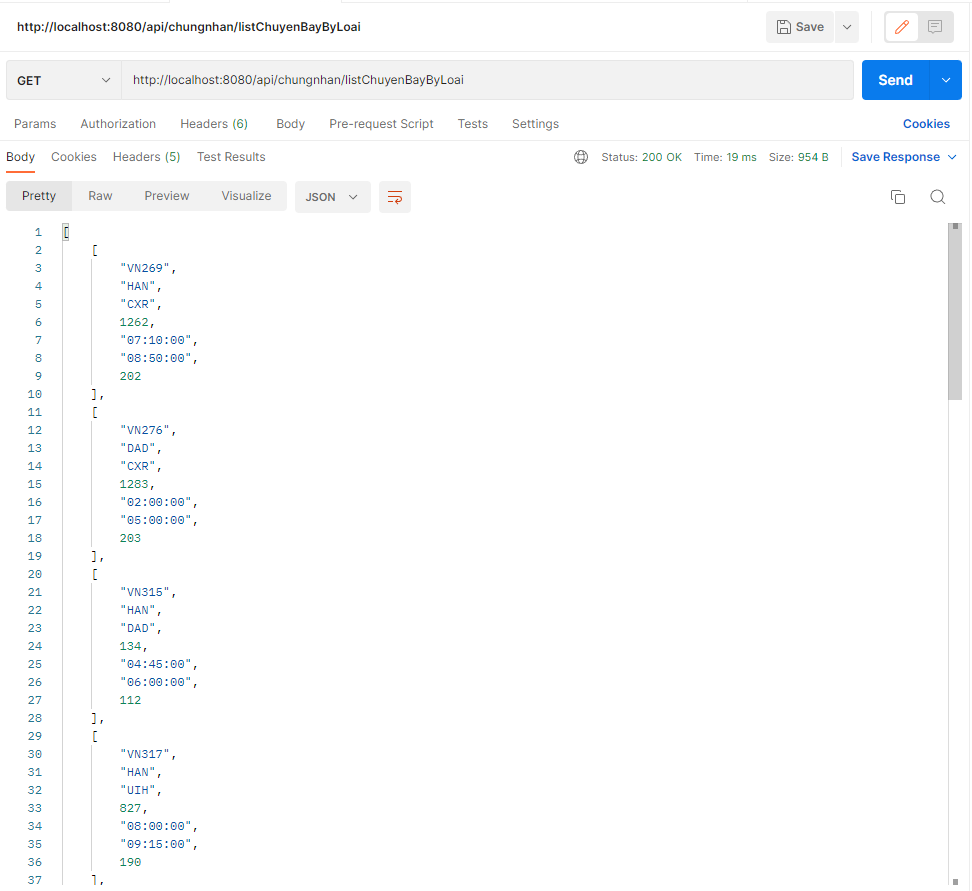 http://localhost:8080/api/chungnhan/listChuyenBayByLoai Save
GET http://localhost:8080/api/chungnhan/listChuyenBayByLoai Send
Params Authorization Headers (6) Body Pre-request Script Tests Settings Cookies
Body Cookies Headers (5) Test Results Status: 200 OK Time: 19 ms Size: 954 B Save Response
Pretty Raw Preview Visualize JSON
1 [
2 [
3 "VN269",
4 "HAN",
5 "CXR",
6 1262,
7 "07:10:00",
8 "08:50:00",
9 202
10 ],
11 [
12 "VN276",
13 "DAD",
14 "CXR",
15 1283,
16 "02:00:00",
17 "05:00:00",
18 203
19 ],
20 [
21 "VN315",
22 "HAN",
23 "DAD",
24 134,
25 "04:45:00",
26 "06:00:00",
27 112
28 ],
29 [
30 "VN317",
31 "HAN",
32 "UIH",
33 827,
34 "08:00:00",
35 "09:15:00",
36 190
37 ],